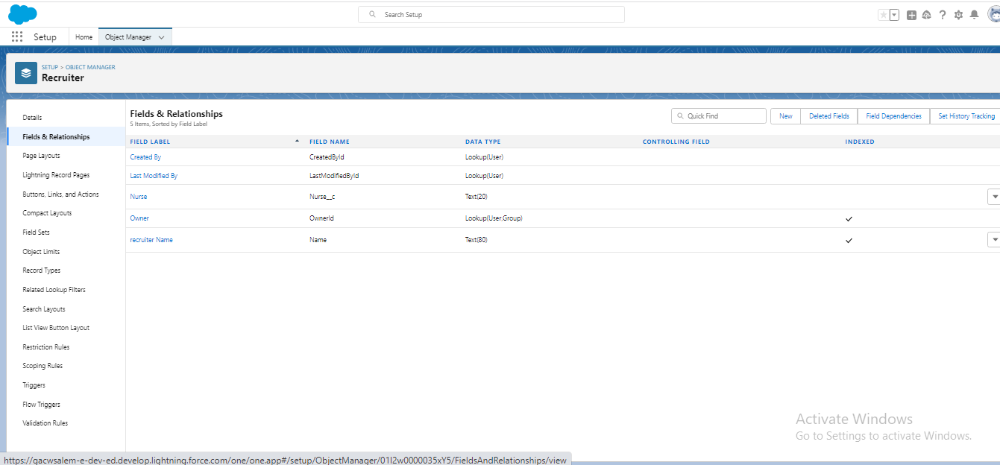 Search Setup
Setup
Home
Object Manager
SETUP > OBJECT MANAGER
Recruiter
Details
Fields & Relationships
Page Layouts
Lightning Record Pages
Buttons, Links, and Actions
Compact Layouts
Field Sets
Object Limits
Record Types
Related Lookup Filters
Search Layouts
List View Button Layout
Restriction Rules
Scoping Rules
Triggers
Flow Triggers
Validation Rules
Fields & Relationships
5 Items, Sorted by Field Label
Quick Find
New
Deleted Fields
Field Dependencies
Set History Tracking
FIELD LABEL FIELD NAME DATA TYPE CONTROLLING FIELD INDEXED
Created By CreatedById Lookup(User)
Last Modified By LastModifiedById Lookup(User)
Nurse Nurse__c Text(20)
Owner OwnerId Lookup(User,Group)
recruiter Name Name Text(80)
Activate Windows
Go to Settings to activate Windows.
https://gacwsalem-e-dev-ed.develop.lightning.force.com/one/one.app#/setup/ObjectManager/01I2w0000035xY5/FieldsAndRelationships/view